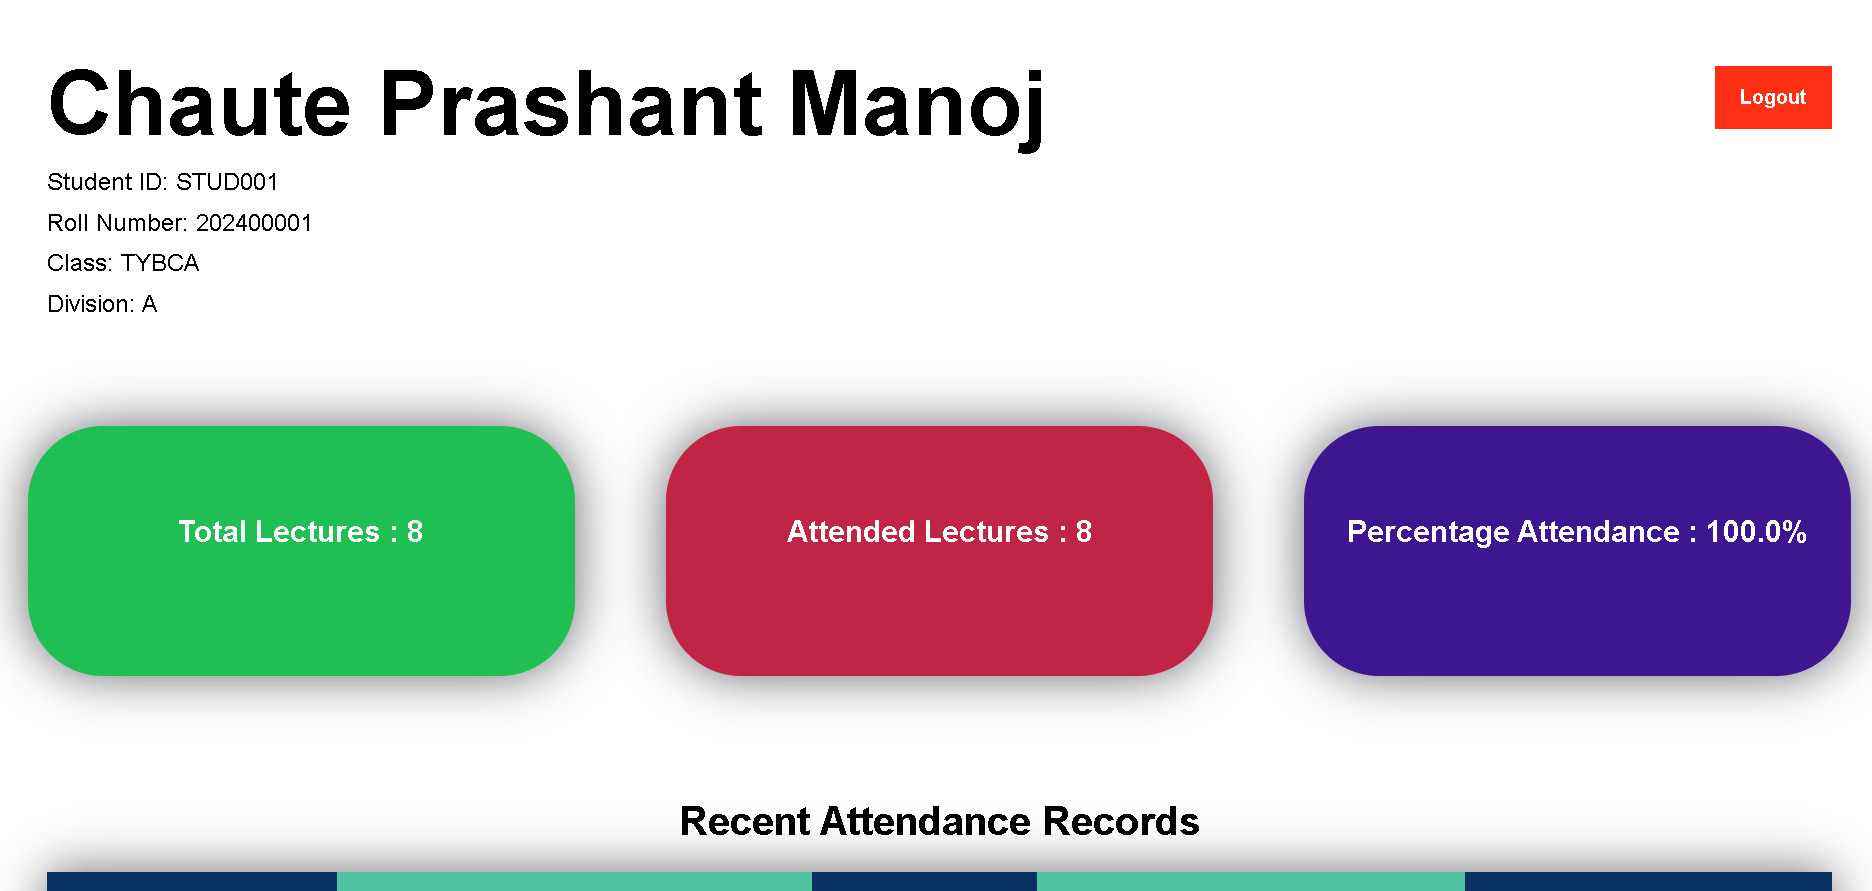 Chaute Prashant Manoj
Logout
Student ID: STUD001
Roll Number: 202400001
Class: TYBCA
Division: A
Total Lectures : 8
Attended Lectures : 8
Percentage Attendance : 100.0%
Recent Attendance Records